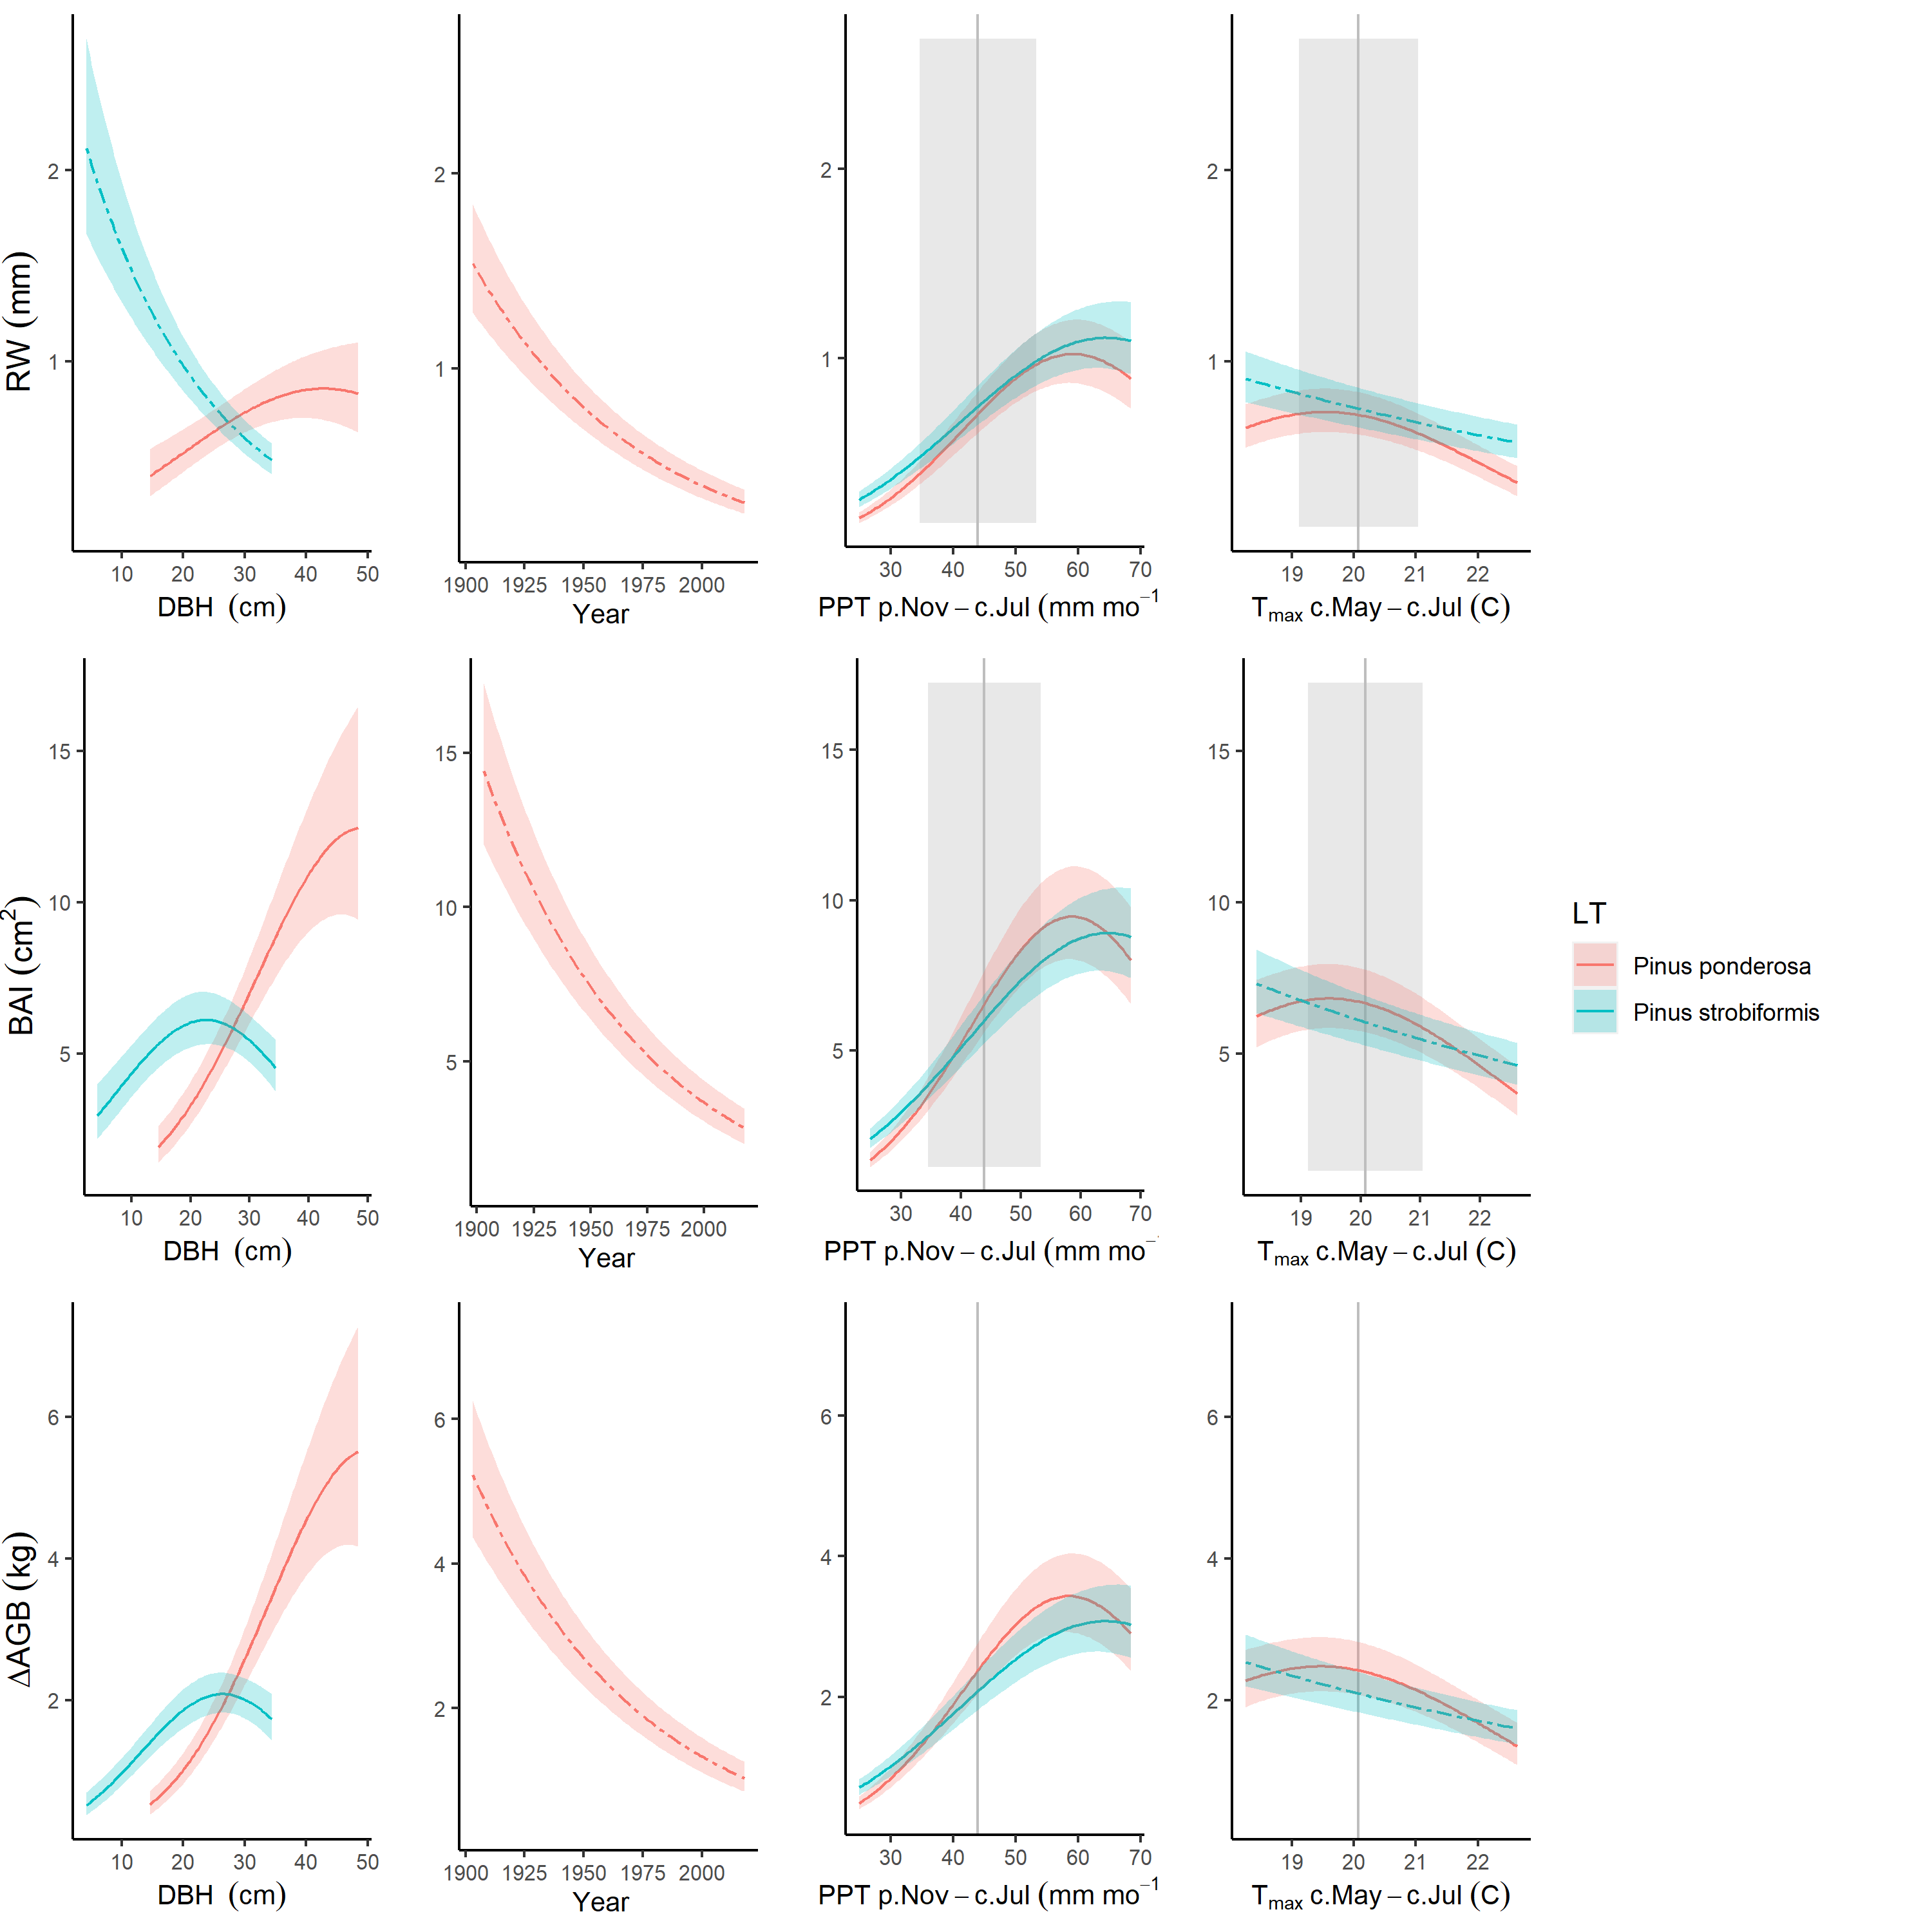 RW (mm)
2
1
10 20 30 40 50
DBH (cm)
2
1
1900 1925 1950 1975 2000
Year
2
1
30 40 50 60 70
PPT p.Nov – c.Jul (mm mo⁻¹
2
1
19 20 21 22
Tmax c.May – c.Jul (C)
BAI (cm²)
15
10
5
10 20 30 40 50
DBH (cm)
15
10
5
1900 1925 1950 1975 2000
Year
15
10
5
30 40 50 60 70
PPT p.Nov – c.Jul (mm mo⁻
15
10
5
19 20 21 22
Tmax c.May – c.Jul (C)
LT
Pinus ponderosa
Pinus strobiformis
ΔAGB (kg)
6
4
2
10 20 30 40 50
DBH (cm)
6
4
2
1900 1925 1950 1975 2000
Year
6
4
2
30 40 50 60 70
PPT p.Nov – c.Jul (mm mo⁻¹
6
4
2
19 20 21 22
Tmax c.May – c.Jul (C)